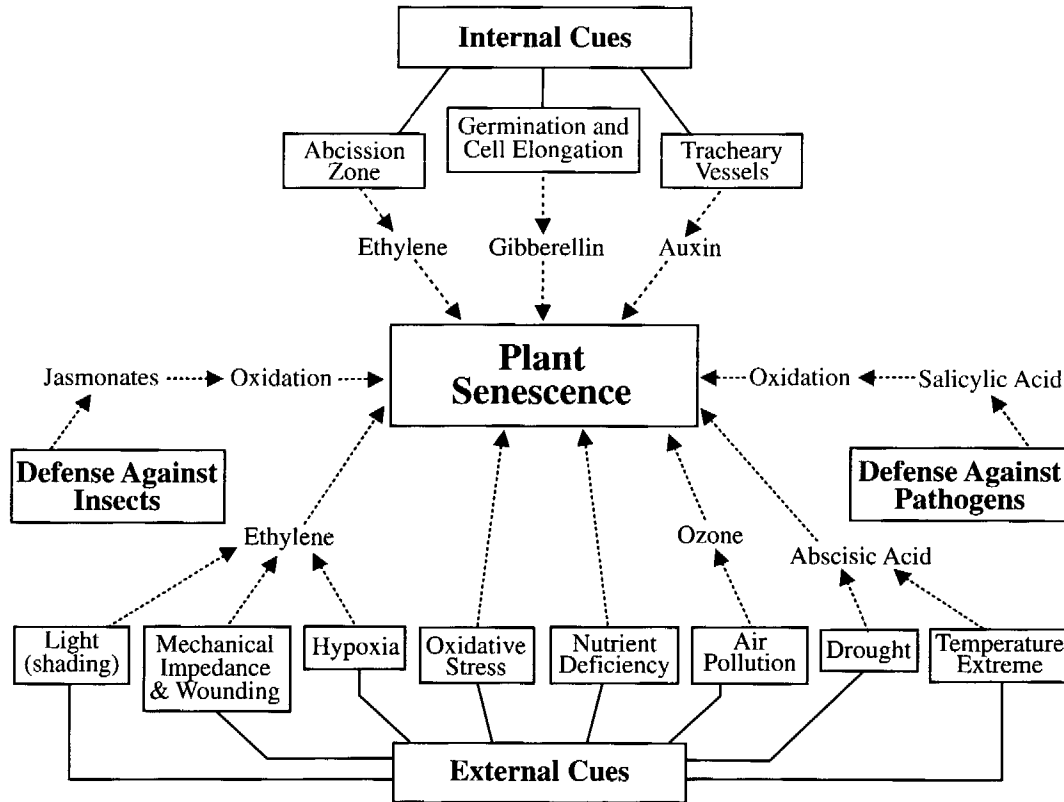 Internal Cues
Abcission
Zone
Germination and
Cell Elongation
Tracheary
Vessels
Ethylene
Gibberellin
Auxin
Plant
Senescence
Jasmonates
Oxidation
Oxidation
Salicylic Acid
Defense Against
Insects
Defense Against
Pathogens
Ethylene
Ozone
Abscisic Acid
Light
(shading)
Mechanical
Impedance
& Wounding
Hypoxia
Oxidative
Stress
Nutrient
Deficiency
Air
Pollution
Drought
Temperature
Extreme
External Cues